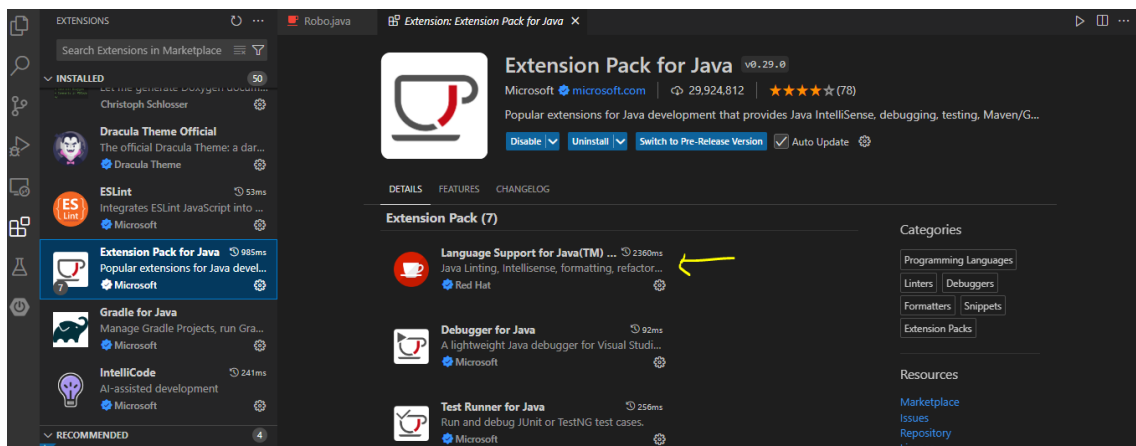 EXTENSIONS
Search Extensions in Marketplace
INSTALLED 50
Christoph Schlosser
Dracula Theme Official
The official Dracula Theme: a dar...
Dracula Theme
ESLint 53ms
Integrates ESLint JavaScript into ...
Microsoft
ES
Lint
Extension Pack for Java 985ms
Popular extensions for Java devel...
Microsoft
7
Gradle for Java
Manage Gradle Projects, run Gra...
Microsoft
IntelliCode 241ms
AI-assisted development
Microsoft
RECOMMENDED 4
Robo.java
Extension: Extension Pack for Java
Extension Pack for Java v0.29.0
Microsoft microsoft.com 29,924,812 (78)
Popular extensions for Java development that provides Java IntelliSense, debugging, testing, Maven/G...
Disable Uninstall Switch to Pre-Release Version Auto Update
DETAILS FEATURES CHANGELOG
Extension Pack (7)
Language Support for Java(TM) ... 2360ms
Java Linting, Intellisense, formatting, refactor...
Red Hat
Debugger for Java 92ms
A lightweight Java debugger for Visual Studi...
Microsoft
Test Runner for Java 256ms
Run and debug JUnit or TestNG test cases.
Microsoft
Categories
Programming Languages
Linters Debuggers
Formatters Snippets
Extension Packs
Resources
Marketplace
Issues
Repository